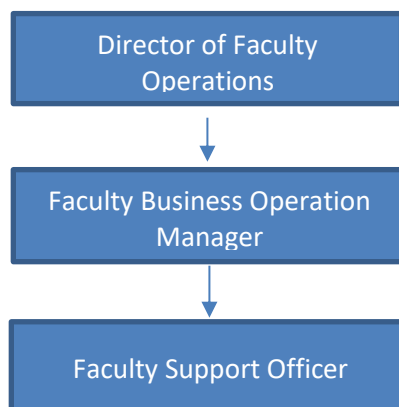 Director of Faculty
Operations
Faculty Business Operation
Manager
Faculty Support Officer